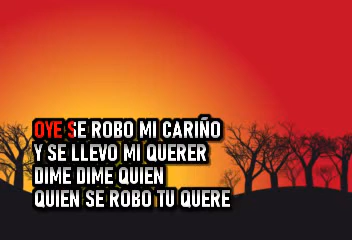 OYE SE ROBO MI CARIÑO
Y SE LLEVO MI QUERER
DIME DIME QUIEN
QUIEN SE ROBO TU QUERE